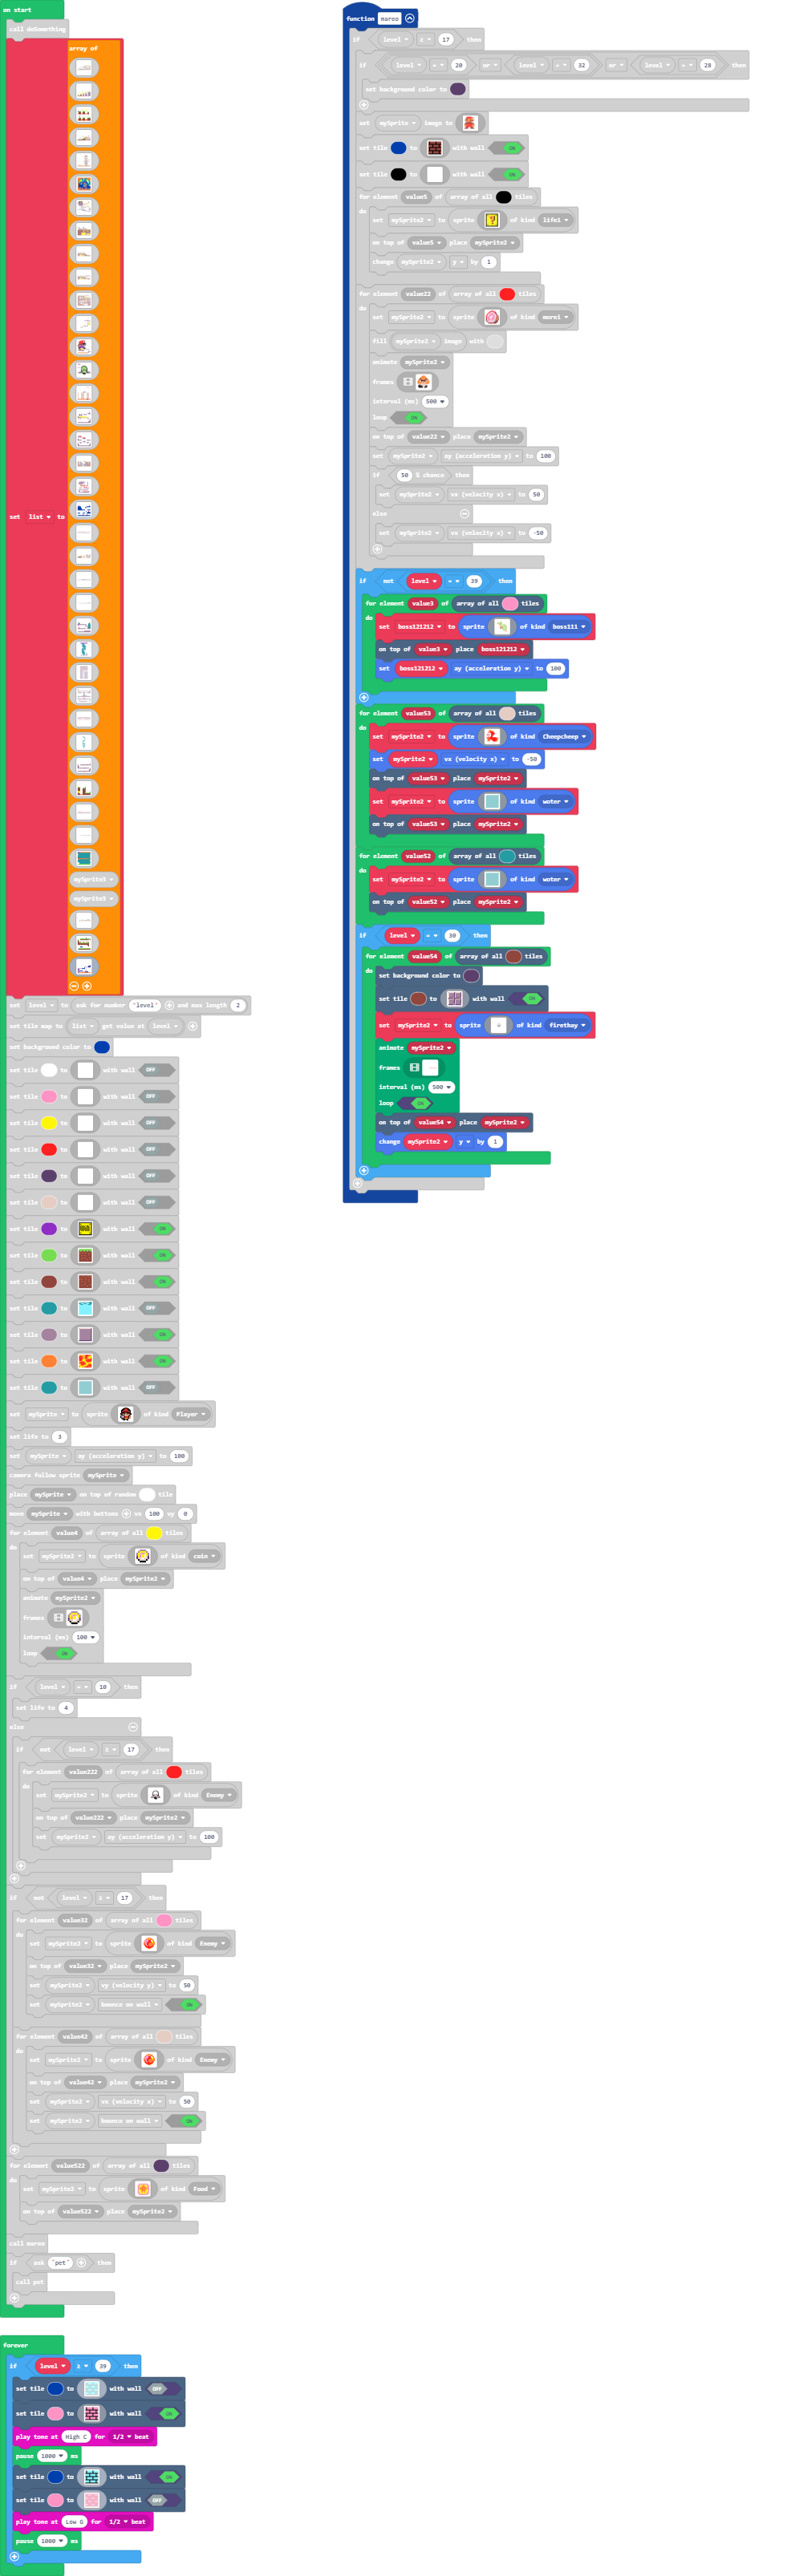 on start
call doSomething
array of
set list to
mySprite3
mySprite3
set level to ask for number "level" and max length 2
set tile map to list get value at level
set background color to
set tile to with wall OFF
set tile to with wall OFF
set tile to with wall OFF
set tile to with wall OFF
set tile to with wall OFF
set tile to with wall OFF
set tile to with wall ON
set tile to with wall ON
set tile to with wall ON
set tile to with wall OFF
set tile to with wall ON
set tile to with wall ON
set tile to with wall OFF
set mySprite to sprite of kind Player
set life to 3
set mySprite ay (acceleration y) to 100
camera follow sprite mySprite
place mySprite on top of random tile
move mySprite with buttons vx 100 vy 0
for element value4 of array of all tiles
do
set mySprite2 to sprite of kind coin
on top of value4 place mySprite2
animate mySprite2
frames
interval (ms) 100
loop ON
if level = 10 then
set life to 4
else
if not level ≥ 17 then
for element value222 of array of all tiles
do
set mySprite2 to sprite of kind Enemy
on top of value222 place mySprite2
set mySprite2 ay (acceleration y) to 100
if not level ≥ 17 then
for element value32 of array of all tiles
do
set mySprite2 to sprite of kind Enemy
on top of value32 place mySprite2
set mySprite2 vy (velocity y) to 50
set mySprite2 bounce on wall ON
for element value42 of array of all tiles
do
set mySprite2 to sprite of kind Enemy
on top of value42 place mySprite2
set mySprite2 vx (velocity x) to 50
set mySprite2 bounce on wall ON
for element value522 of array of all tiles
do
set mySprite2 to sprite of kind Food
on top of value522 place mySprite2
call mareo
if ask "pet" then
call pet
forever
if level ≥ 39 then
set tile to with wall OFF
set tile to with wall ON
play tone at High C for 1/2 beat
pause 1000 ms
set tile to with wall ON
set tile to with wall OFF
play tone at Low G for 1/2 beat
pause 1000 ms
function mareo
if level ≥ 17 then
if level = 20 or level = 32 or level = 28 then
set background color to
set mySprite image to
set tile to with wall ON
set tile to with wall ON
for element value5 of array of all tiles
do
set mySprite2 to sprite of kind life1
on top of value5 place mySprite2
change mySprite2 y by 1
for element value22 of array of all tiles
do
set mySprite2 to sprite of kind morei
fill mySprite2 image with
animate mySprite2
frames
interval (ms) 500
loop ON
on top of value22 place mySprite2
set mySprite2 ay (acceleration y) to 100
if 50 % chance then
set mySprite2 vx (velocity x) to 50
else
set mySprite2 vx (velocity x) to -50
if not level = 39 then
for element value3 of array of all tiles
do
set boss121212 to sprite of kind boss111
on top of value3 place boss121212
set boss121212 ay (acceleration y) to 100
for element value53 of array of all tiles
do
set mySprite2 to sprite of kind Cheepcheep
set mySprite2 vx (velocity x) to -50
on top of value53 place mySprite2
set mySprite2 to sprite of kind woter
on top of value53 place mySprite2
for element value52 of array of all tiles
do
set mySprite2 to sprite of kind woter
on top of value52 place mySprite2
if level = 30 then
for element value54 of array of all tiles
do
set background color to
set tile to with wall ON
set mySprite2 to sprite of kind firethay
animate mySprite2
frames
interval (ms) 500
loop ON
on top of value54 place mySprite2
change mySprite2 y by 1